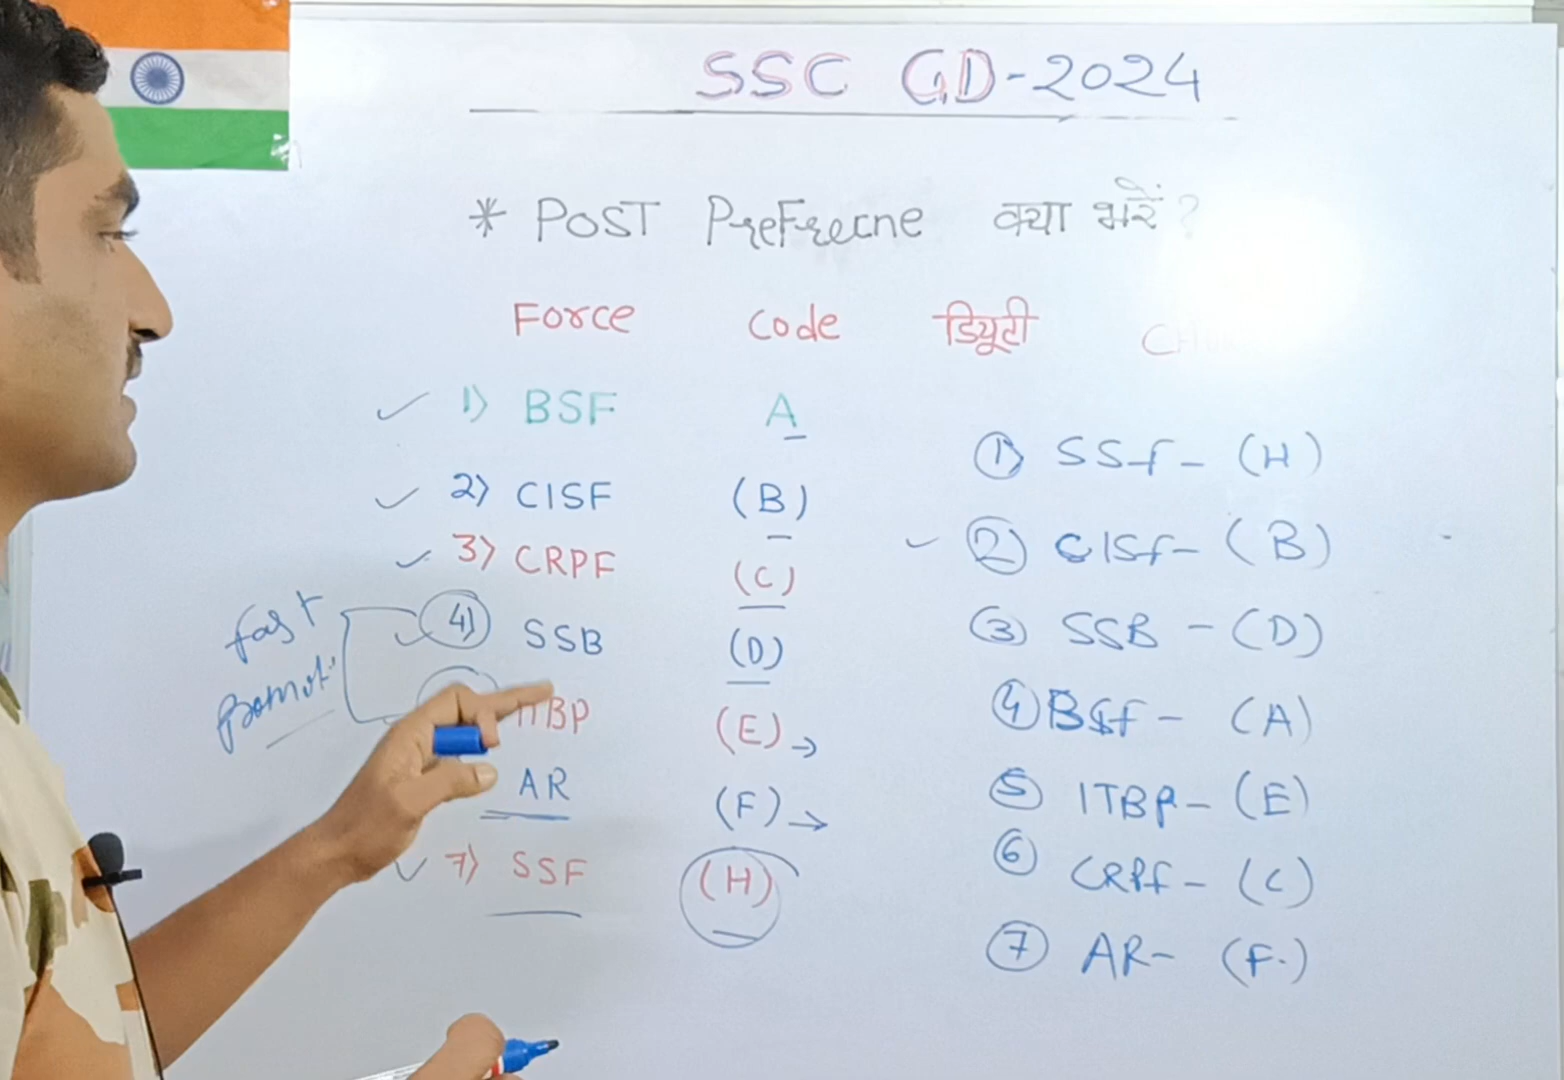 SSC GD-2024
* POST PreFrecne क्या भरें?
Force Code डियूटी
1) BSF A
2) CISF (B)
3) CRPF (C)
4) SSB (D)
ITBP (E) →
AR (F) →
7) SSF (H)
fast
promot
① SSf - (H)
② CISf - (B)
③ SSB - (D)
④ BSf - (A)
⑤ ITBP - (E)
⑥ CRPf - (C)
⑦ AR - (F.)